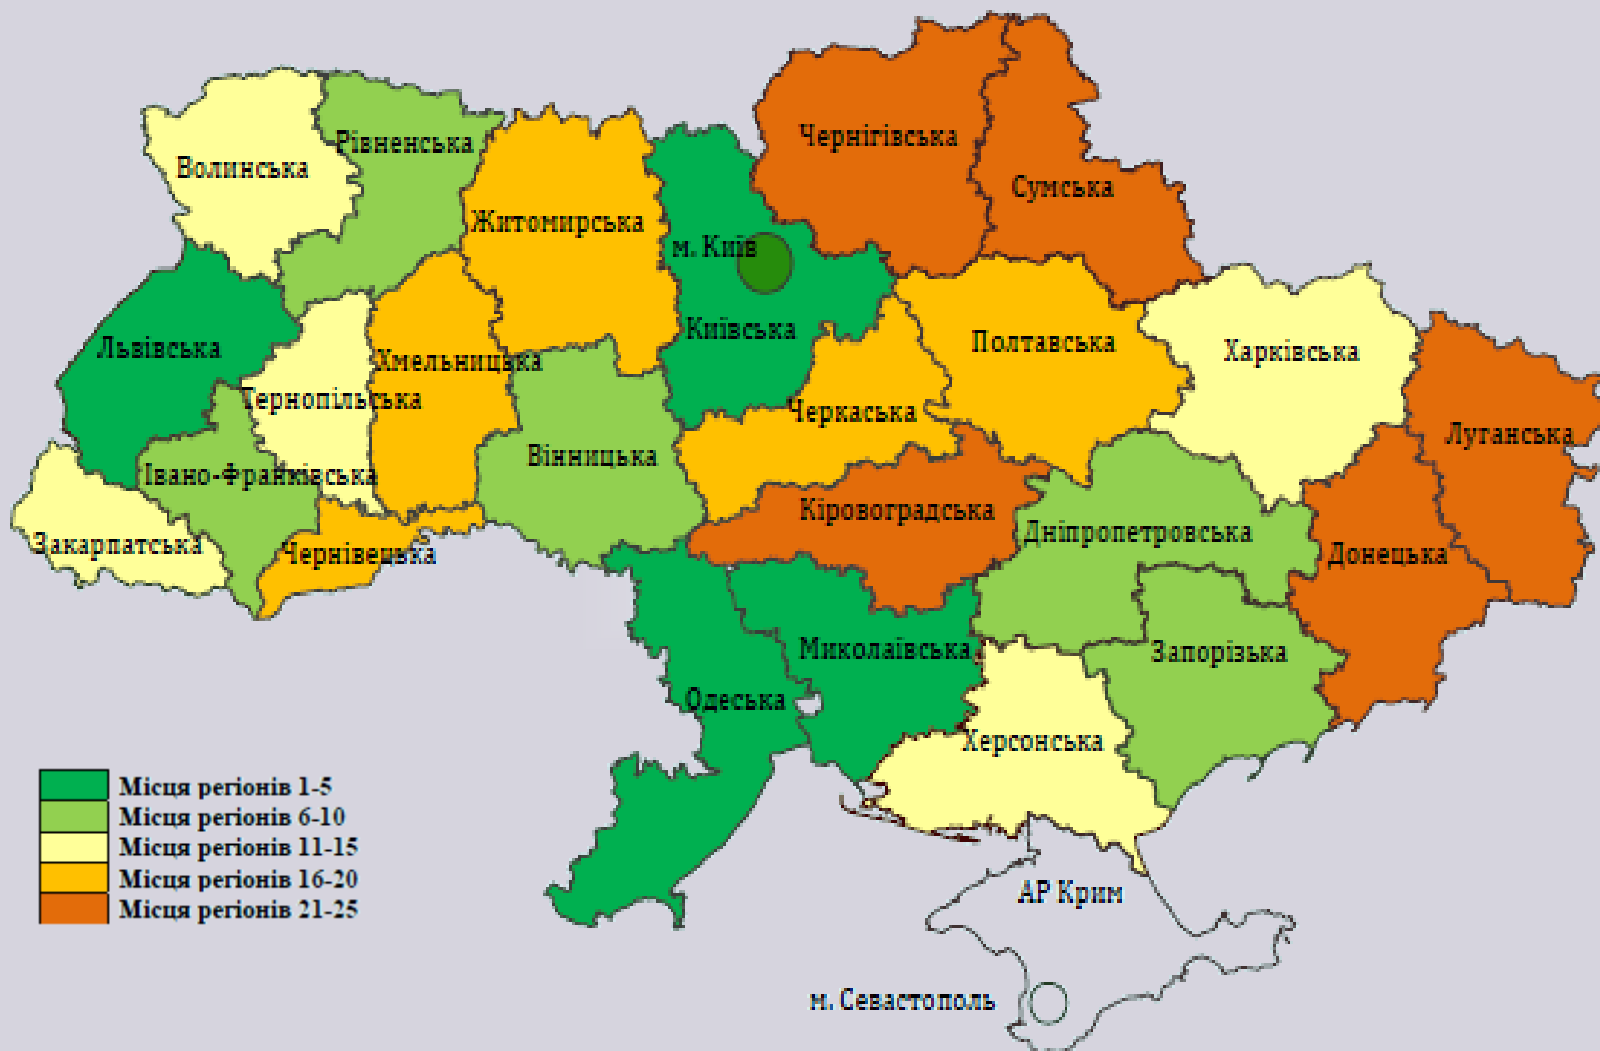 Чернігівська
Рівненська
Волинська
Сумська
Житомирська
м. Київ
Київська
Полтавська
Львівська
Харківська
Хмельницька
Тернопільська
Черкаська
Луганська
Вінницька
Івано-Франківська
Кіровоградська
Дніпропетровська
Закарпатська
Чернівецька
Донецька
Миколаївська
Запорізька
Одеська
Херсонська
Місця регіонів 1-5
Місця регіонів 6-10
Місця регіонів 11-15
Місця регіонів 16-20
Місця регіонів 21-25
АР Крим
м. Севастополь